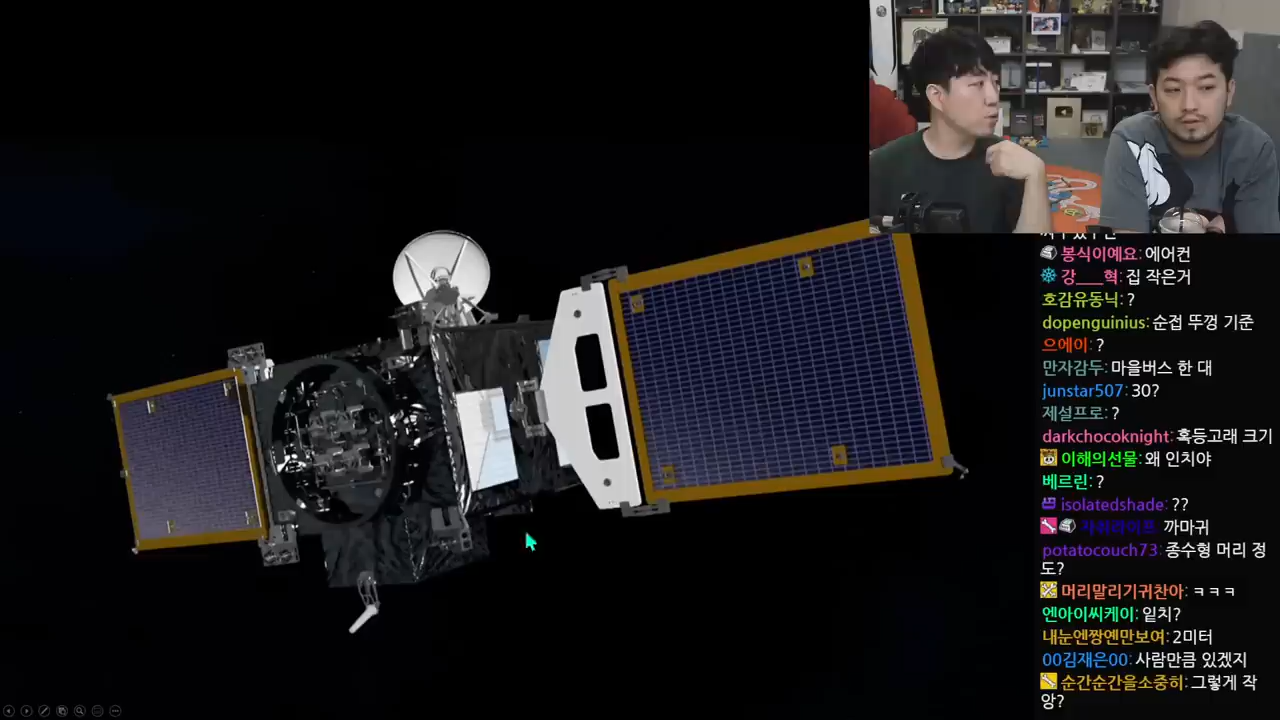 봉식이예요: 에어컨
강___혁: 집 작은거
호감유동닉: ?
dopenguinius: 순접 뚜껑 기준
으에이: ?
만자감두: 마을버스 한 대
junstar507: 30?
제설프로: ?
darkchocoknight: 혹등고래 크기
이해의선물: 왜 인치야
베르린: ?
isolatedshade: ??
까마귀
potatocouch73: 종수형 머리 정
도?
머리말리기귀찬아: ㅋㅋㅋ
엔아이씨케이: 잍치?
내눈엔짱옌만보여: 2미터
00김재은00: 사람만큼 있겠지
순간순간을소중히: 그렇게 작
앙?